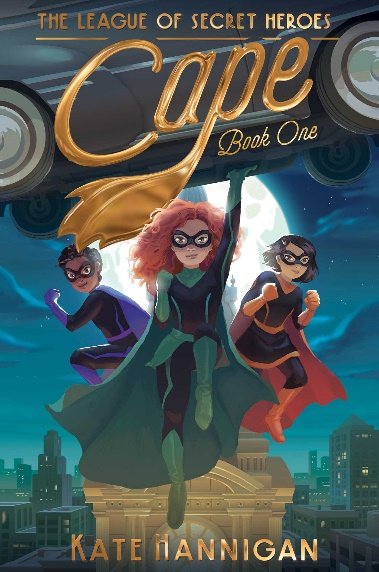 THE LEAGUE OF SECRET HEROES
Cape
Book One
KATE HANNIGAN